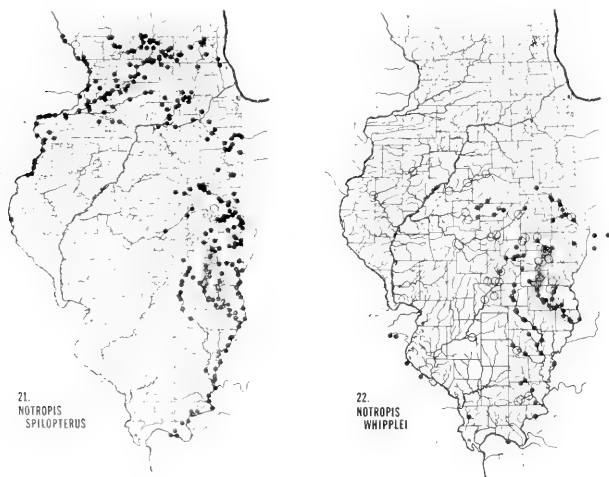 21.
NOTROPIS
SPILOPTERUS
22.
NOTROPIS
WHIPPLEI